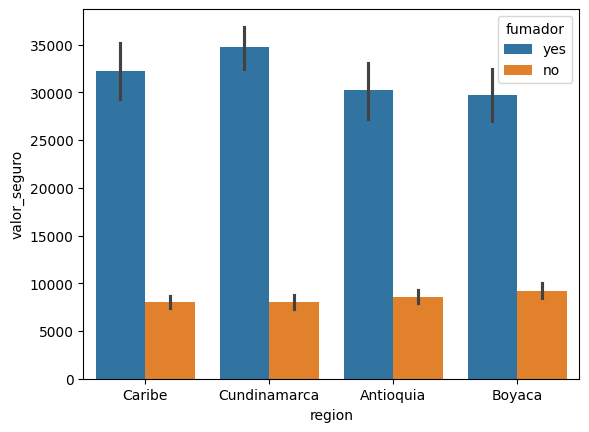 fumador
yes
no
35000
30000
25000
20000
15000
10000
5000
0
valor_seguro
Caribe Cundinamarca Antioquia Boyaca
region